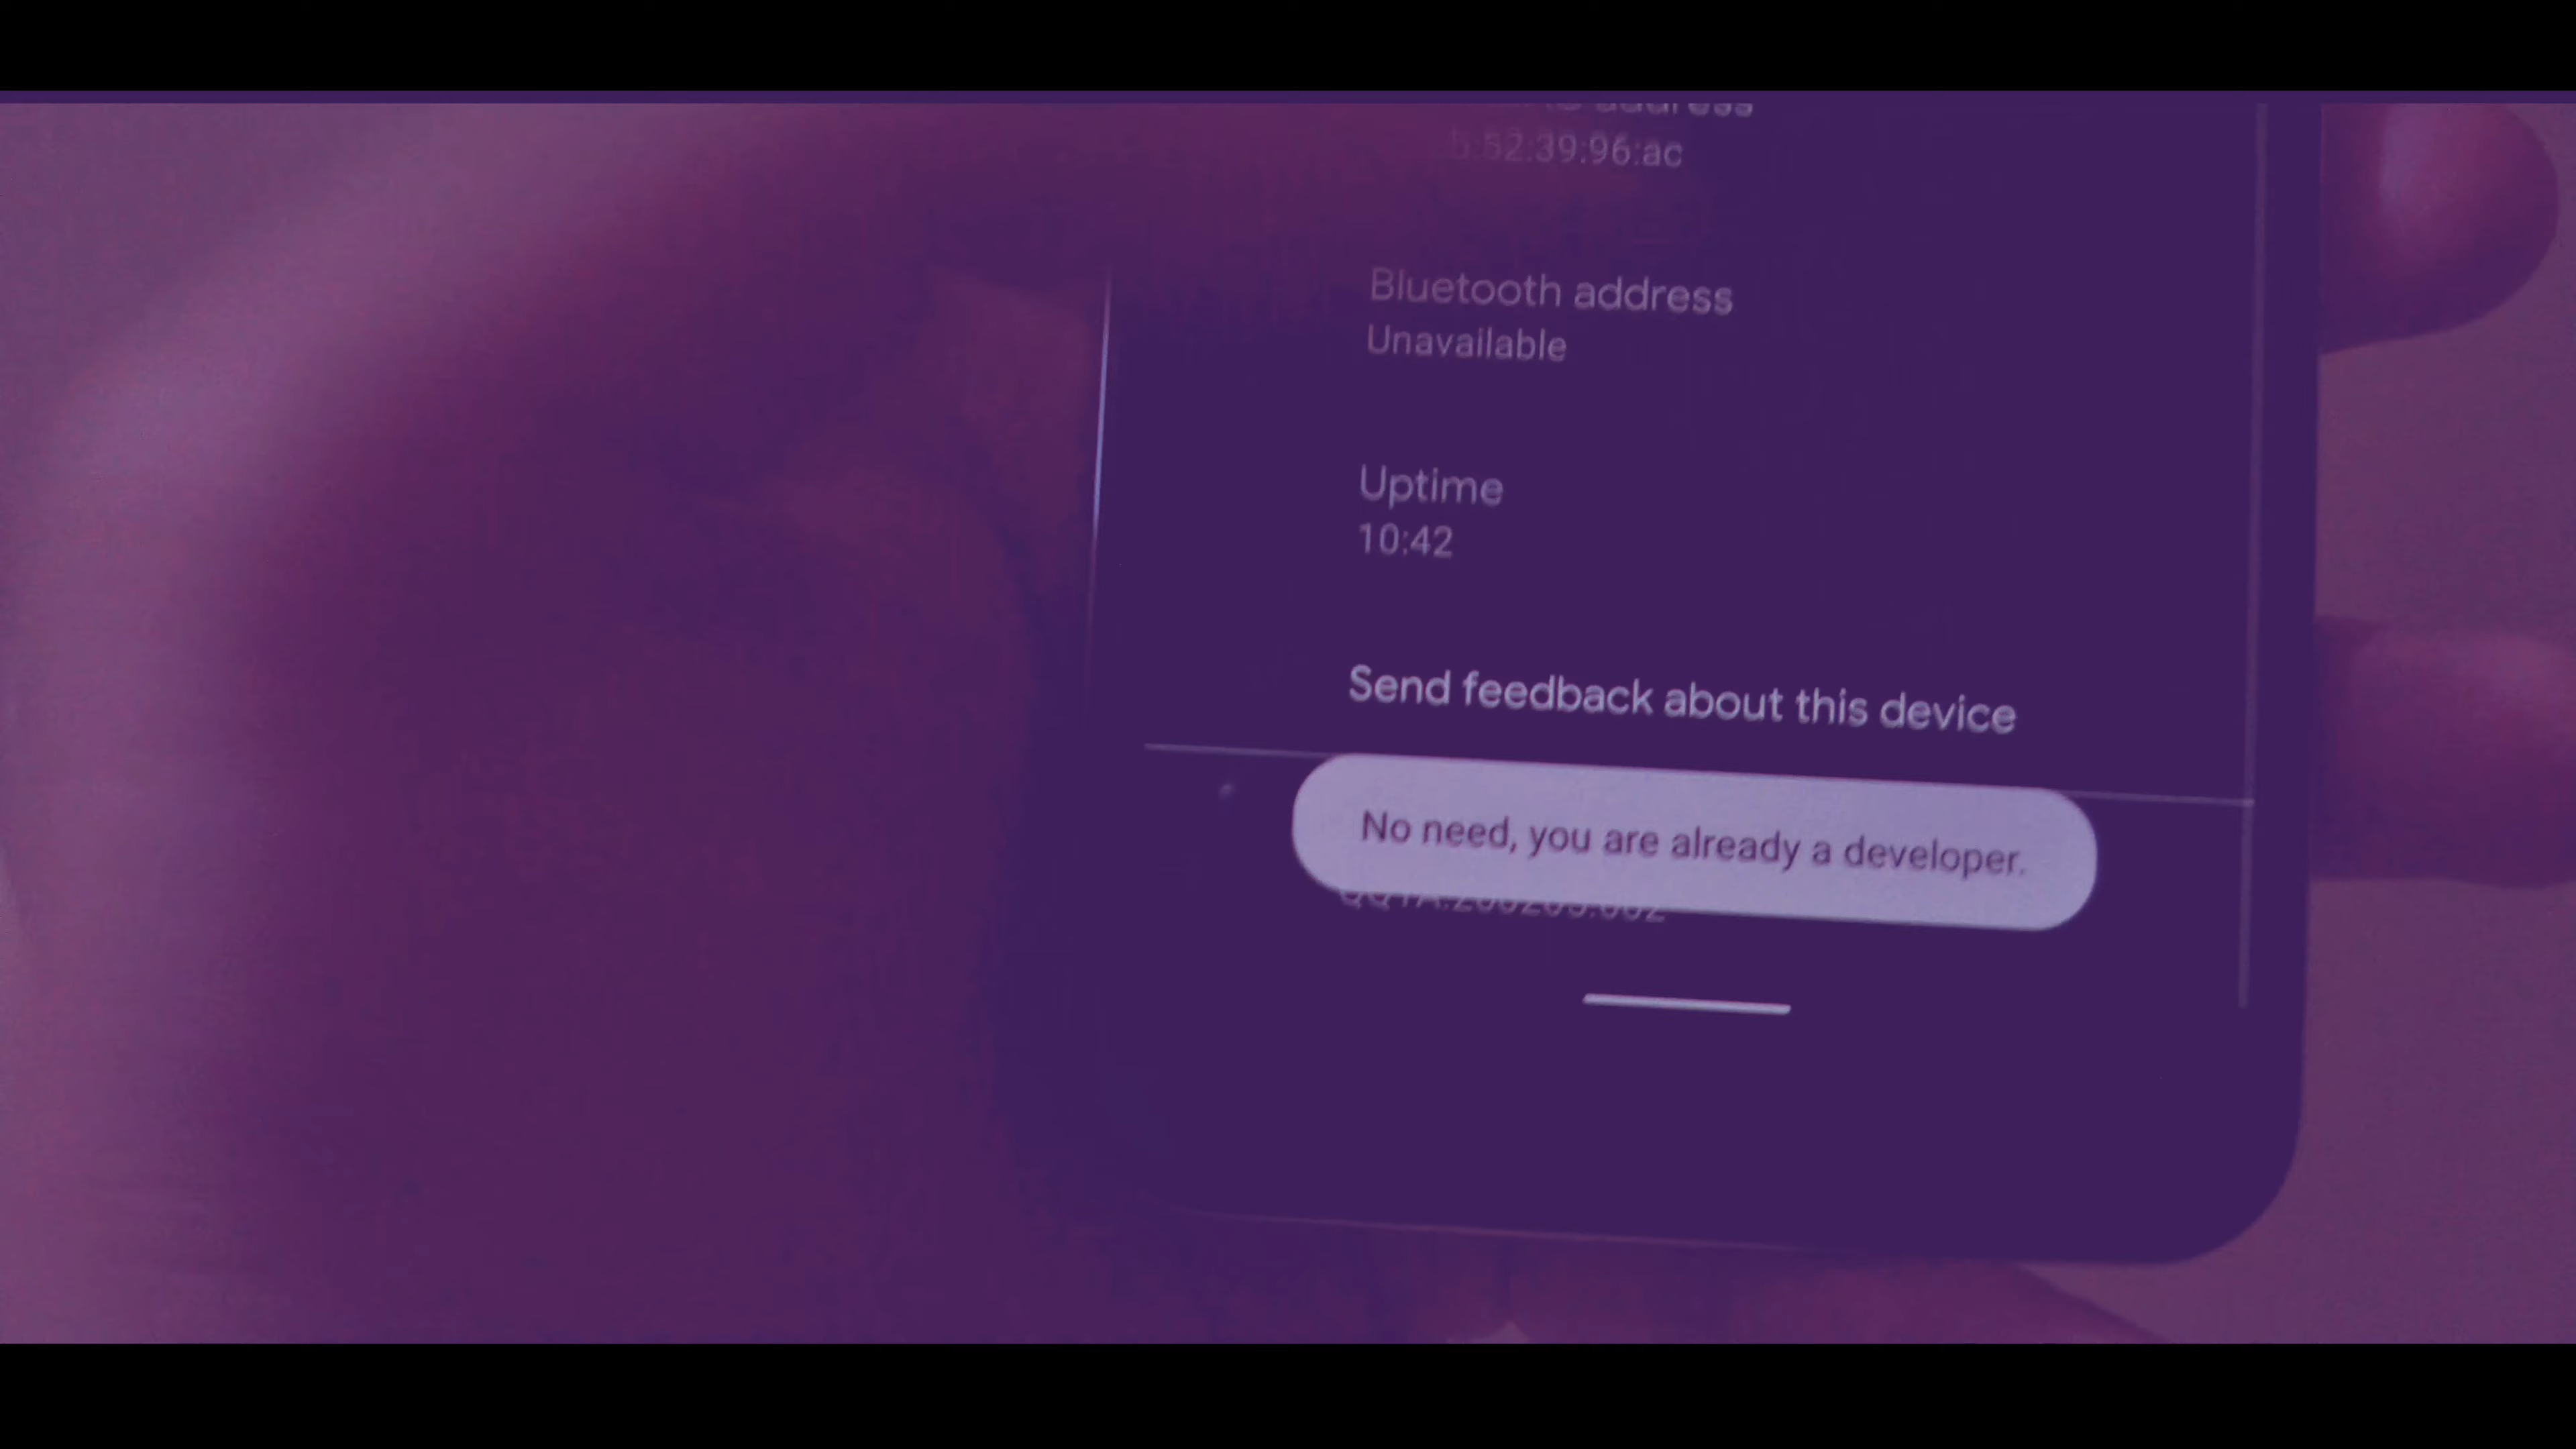 address
:52:39:96:ac
Bluetooth address
Unavailable
Uptime
10:42
Send feedback about this device
No need, you are already a developer.